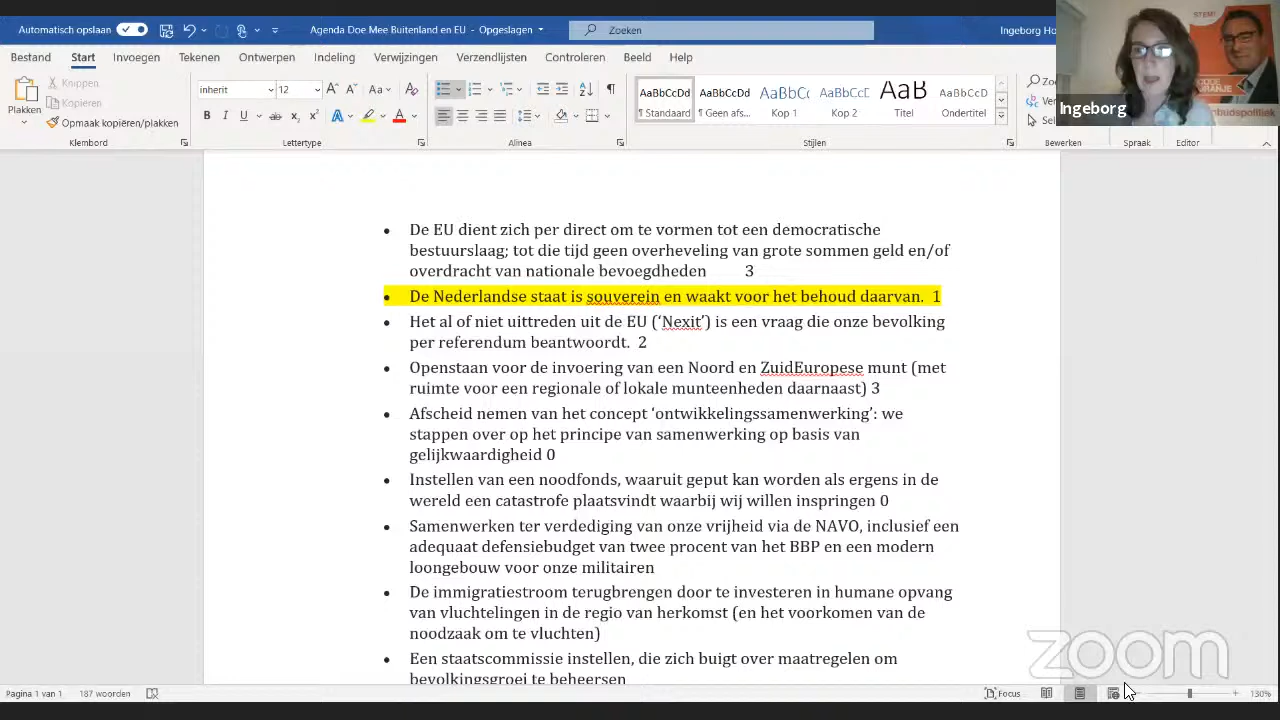 Automatisch opslaan
Agenda Doe Mee Buitenland en EU - Opgeslagen
Zoeken
Ingeborg Ho
STEMT
CODE
ORANJE
Ingeborg
Bestand Start Invoegen Tekenen Ontwerpen Indeling Verwijzingen Verzendlijsten Controleren Beeld Help
Plakken
Knippen
Kopiëren
Opmaak kopiëren/plakken
Klembord
inherit 12
Lettertype
Alinea
AaBbCcDd AaBbCcDd AaBbC AaBbCcD AaB AaBbCcD
¶ Standaard ¶ Geen afs... Kop 1 Kop 2 Titel Ondertitel
Stijlen
Zo
Ver
Sel
Bewerken
Spraak
Editor
• De EU dient zich per direct om te vormen tot een democratische
bestuurslaag; tot die tijd geen overheveling van grote sommen geld en/of
overdracht van nationale bevoegdheden 3
• De Nederlandse staat is souverein en waakt voor het behoud daarvan. 1
• Het al of niet uittreden uit de EU (‘Nexit’) is een vraag die onze bevolking
per referendum beantwoordt. 2
• Openstaan voor de invoering van een Noord en ZuidEuropese munt (met
ruimte voor een regionale of lokale munteenheden daarnaast) 3
• Afscheid nemen van het concept ‘ontwikkelingssamenwerking’: we
stappen over op het principe van samenwerking op basis van
gelijkwaardigheid 0
• Instellen van een noodfonds, waaruit geput kan worden als ergens in de
wereld een catastrofe plaatsvindt waarbij wij willen inspringen 0
• Samenwerken ter verdediging van onze vrijheid via de NAVO, inclusief een
adequaat defensiebudget van twee procent van het BBP en een modern
loongebouw voor onze militairen
• De immigratiestroom terugbrengen door te investeren in humane opvang
van vluchtelingen in de regio van herkomst (en het voorkomen van de
noodzaak om te vluchten)
• Een staatscommissie instellen, die zich buigt over maatregelen om
bevolkingsgroei te beheersen
zoom
Pagina 1 van 1 187 woorden
Focus
130%